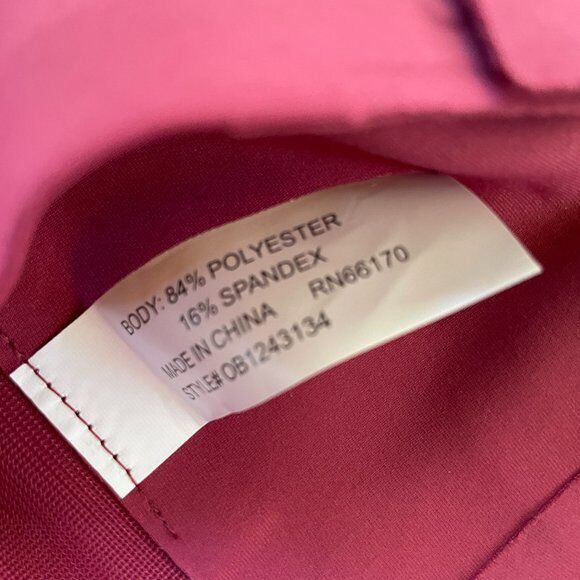 BODY: 84% POLYESTER
16% SPANDEX
RN66170
MADE IN CHINA
STYLE# OB1243134